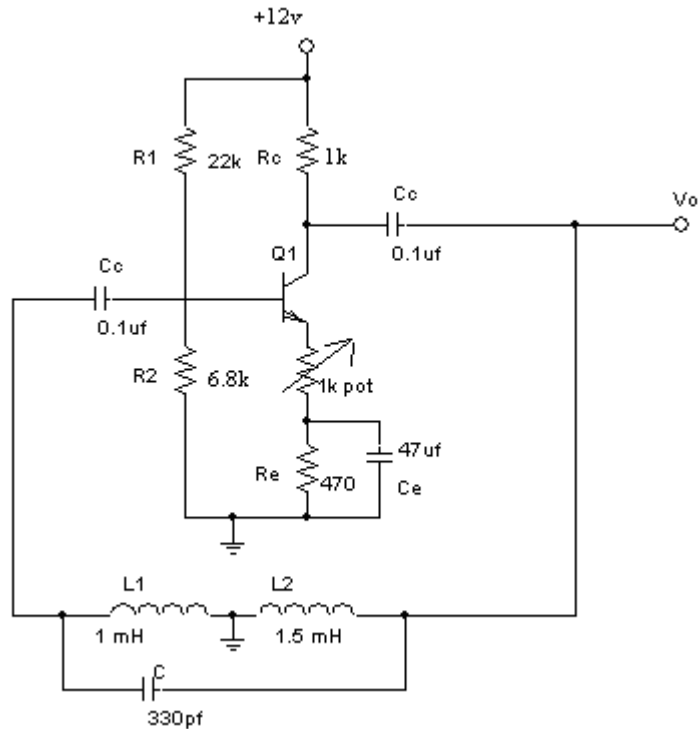 +12v
R1
22k
Rc
1k
Cc
0.1uf
Vo
Q1
Cc
0.1uf
R2
6.8k
1k pot
Re
470
47uf
Ce
L1
1 mH
L2
1.5 mH
C
330pf